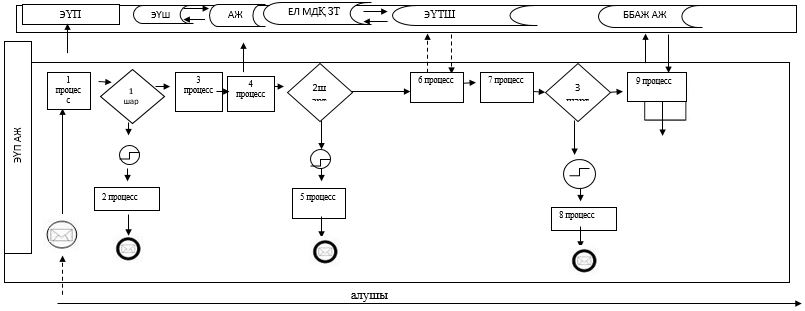 ЭҮП
ЭҮШ
АЖ
ЕЛ МДҚ ЗТ
ЭҮТШ
ББАЖ АЖ
ЭҮП АЖ
1
процес
с
1
шар
3
процесс
4
процесс
2ш
6 процесс
7 процесс
3
9 процесс
2 процесс
5 процесс
8 процесс
алушы